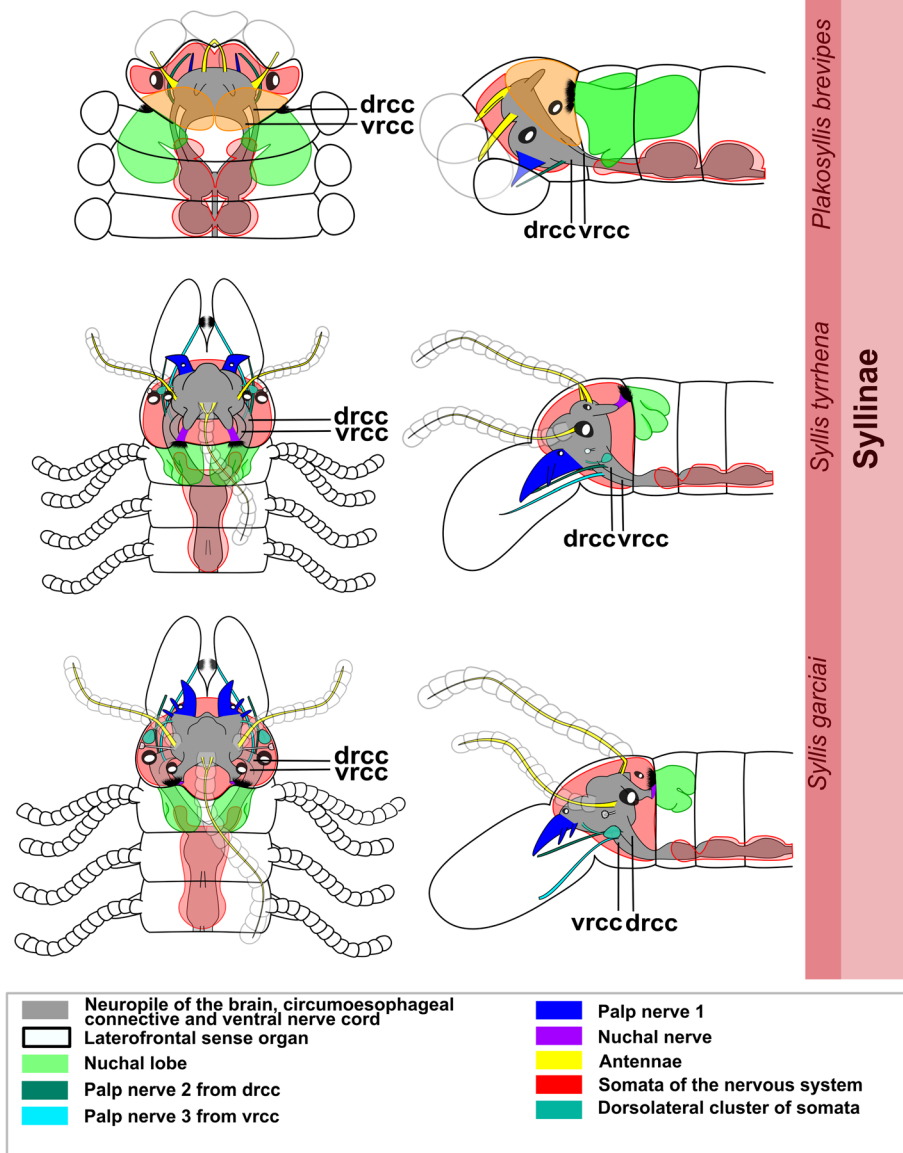 drcc
vrcc
drcc vrcc
Plakosyllis brevipes
drcc
vrcc
drcc vrcc
Syllis tyrrhena
Syllinae
drcc
vrcc
vrcc drcc
Syllis garciai
Neuropile of the brain, circumoesophageal
connective and ventral nerve cord
Laterofrontal sense organ
Nuchal lobe
Palp nerve 2 from drcc
Palp nerve 3 from vrcc
Palp nerve 1
Nuchal nerve
Antennae
Somata of the nervous system
Dorsolateral cluster of somata